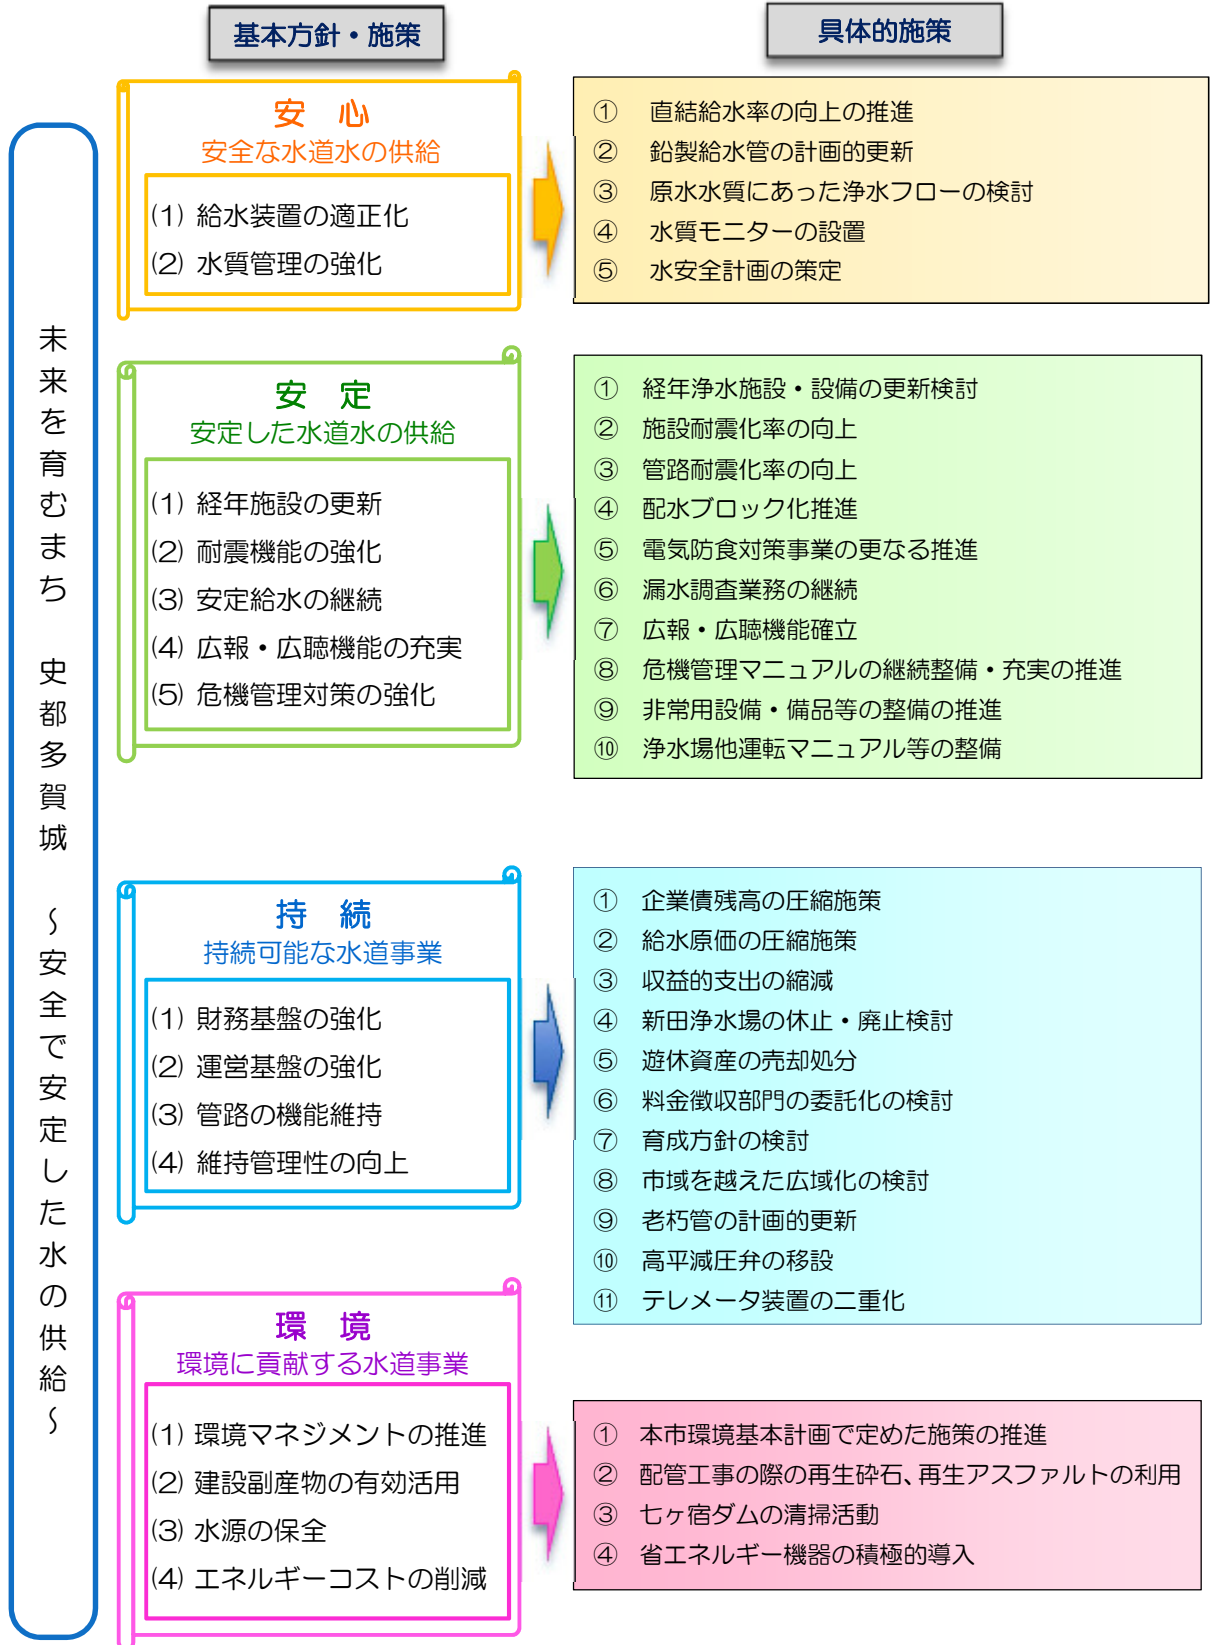 基本方針・施策
具体的施策
未来を育むまち 史都多賀城 ～安全で安定した水の供給～
安 心
安全な水道水の供給
(1) 給水装置の適正化
(2) 水質管理の強化
① 直結給水率の向上の推進
② 鉛製給水管の計画的更新
③ 原水水質にあった浄水フローの検討
④ 水質モニターの設置
⑤ 水安全計画の策定
安 定
安定した水道水の供給
(1) 経年施設の更新
(2) 耐震機能の強化
(3) 安定給水の継続
(4) 広報・広聴機能の充実
(5) 危機管理対策の強化
① 経年浄水施設・設備の更新検討
② 施設耐震化率の向上
③ 管路耐震化率の向上
④ 配水ブロック化推進
⑤ 電気防食対策事業の更なる推進
⑥ 漏水調査業務の継続
⑦ 広報・広聴機能確立
⑧ 危機管理マニュアルの継続整備・充実の推進
⑨ 非常用設備・備品等の整備の推進
⑩ 浄水場他運転マニュアル等の整備
持 続
持続可能な水道事業
(1) 財務基盤の強化
(2) 運営基盤の強化
(3) 管路の機能維持
(4) 維持管理性の向上
① 企業債残高の圧縮施策
② 給水原価の圧縮施策
③ 収益的支出の縮減
④ 新田浄水場の休止・廃止検討
⑤ 遊休資産の売却処分
⑥ 料金徴収部門の委託化の検討
⑦ 育成方針の検討
⑧ 市域を越えた広域化の検討
⑨ 老朽管の計画的更新
⑩ 高平減圧弁の移設
⑪ テレメータ装置の二重化
環 境
環境に貢献する水道事業
(1) 環境マネジメントの推進
(2) 建設副産物の有効活用
(3) 水源の保全
(4) エネルギーコストの削減
① 本市環境基本計画で定めた施策の推進
② 配管工事の際の再生砕石、再生アスファルトの利用
③ 七ヶ宿ダムの清掃活動
④ 省エネルギー機器の積極的導入